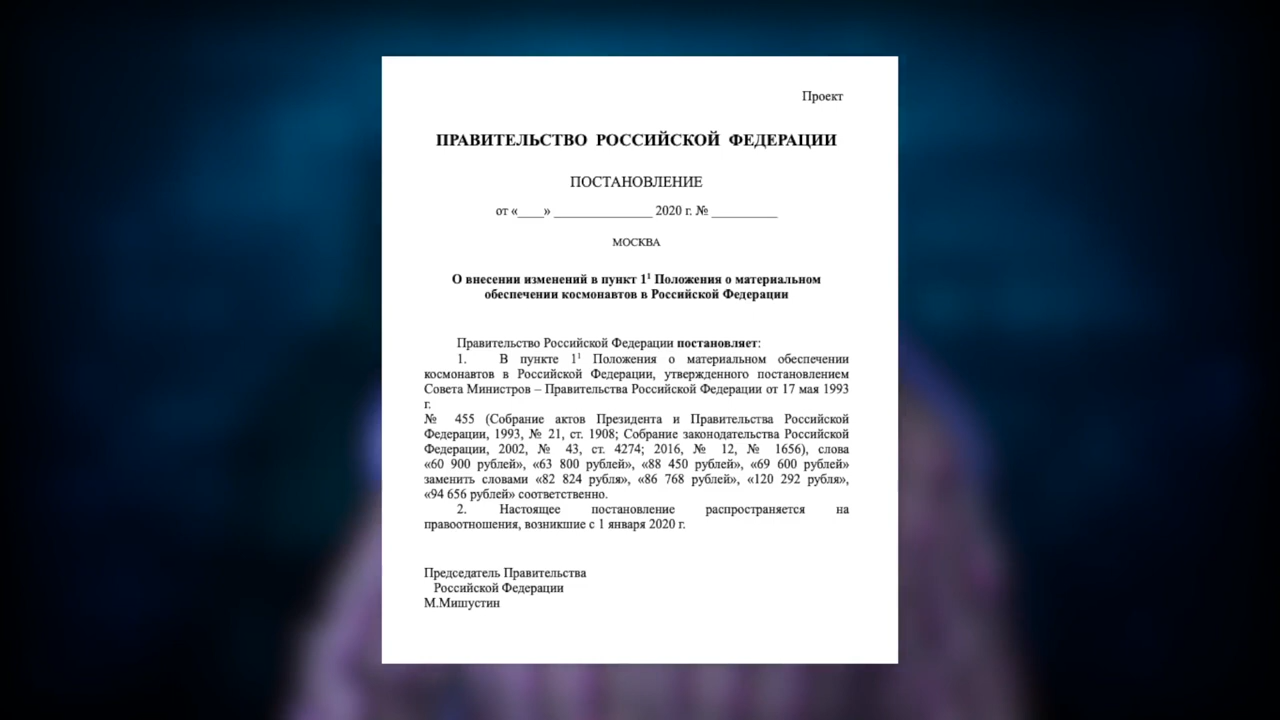 Проект
ПРАВИТЕЛЬСТВО РОССИЙСКОЙ ФЕДЕРАЦИИ
ПОСТАНОВЛЕНИЕ
от «____» _______________ 2020 г. № __________
МОСКВА
О внесении изменений в пункт 1¹ Положения о материальном
обеспечении космонавтов в Российской Федерации
Правительство Российской Федерации постановляет:
1. В пункте 1¹ Положения о материальном обеспечении
космонавтов в Российской Федерации, утвержденного постановлением
Совета Министров – Правительства Российской Федерации от 17 мая 1993
г.
№ 455 (Собрание актов Президента и Правительства Российской
Федерации, 1993, № 21, ст. 1908; Собрание законодательства Российской
Федерации, 2002, № 43, ст. 4274; 2016, № 12, № 1656), слова
«60 900 рублей», «63 800 рублей», «88 450 рублей», «69 600 рублей»
заменить словами «82 824 рубля», «86 768 рублей», «120 292 рубля»,
«94 656 рублей» соответственно.
2. Настоящее постановление распространяется на
правоотношения, возникшие с 1 января 2020 г.
Председатель Правительства
Российской Федерации
М.Мишустин